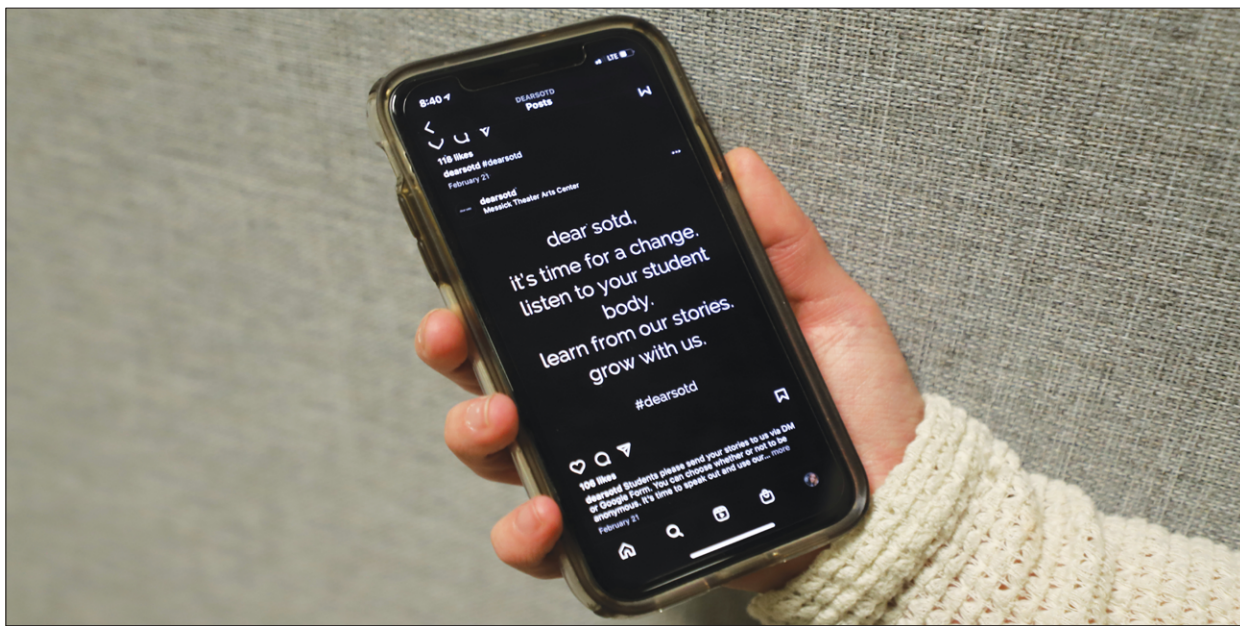 8:40
LTE
DEARSOTD
Posts
118 likes
dearsotd #dearsotd
February 21
dearsotd
Messick Theater Arts Center
dear sotd,
it's time for a change.
listen to your student
body.
learn from our stories.
grow with us.
#dearsotd
108 likes
dearsotd Students please send your stories to us via DM
or Google Form. You can choose whether or not to be
anonymous. It's time to speak out and use our... more
February 21